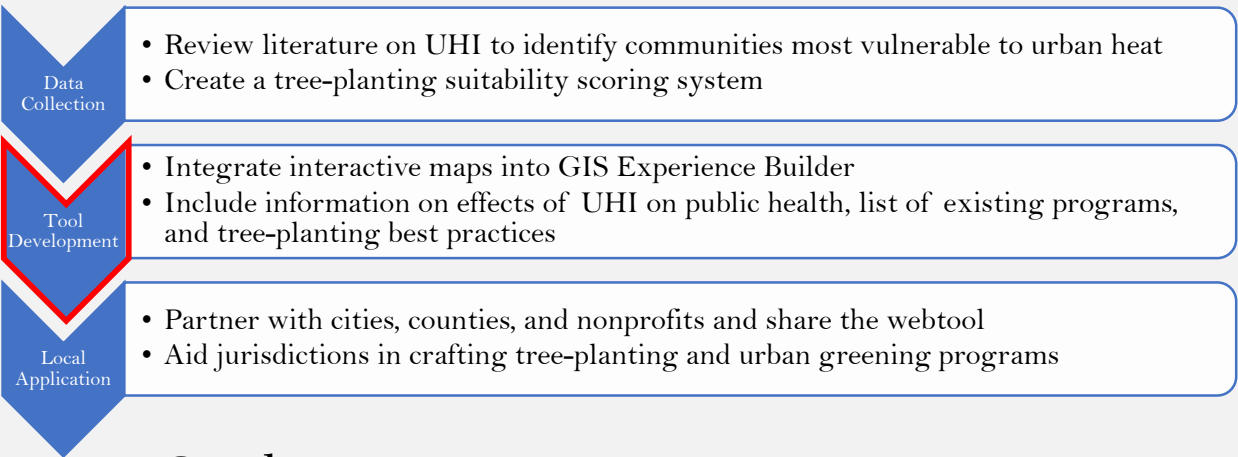 Data
Collection
• Review literature on UHI to identify communities most vulnerable to urban heat
• Create a tree-planting suitability scoring system
Tool
Development
• Integrate interactive maps into GIS Experience Builder
• Include information on effects of UHI on public health, list of existing programs,
and tree-planting best practices
Local
Application
• Partner with cities, counties, and nonprofits and share the webtool
• Aid jurisdictions in crafting tree-planting and urban greening programs